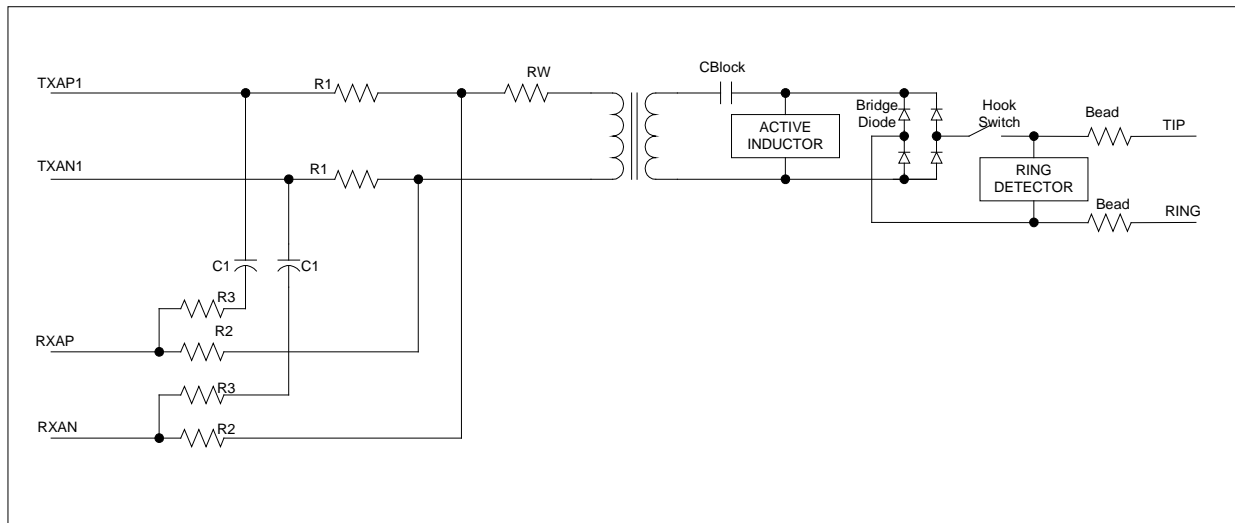 TXAP1
R1
RW
CBlock
Bridge
Diode
Hook
Switch
Bead
TIP
ACTIVE
INDUCTOR
TXAN1
R1
RING
DETECTOR
Bead
RING
C1
C1
R3
R2
RXAP
R3
R2
RXAN